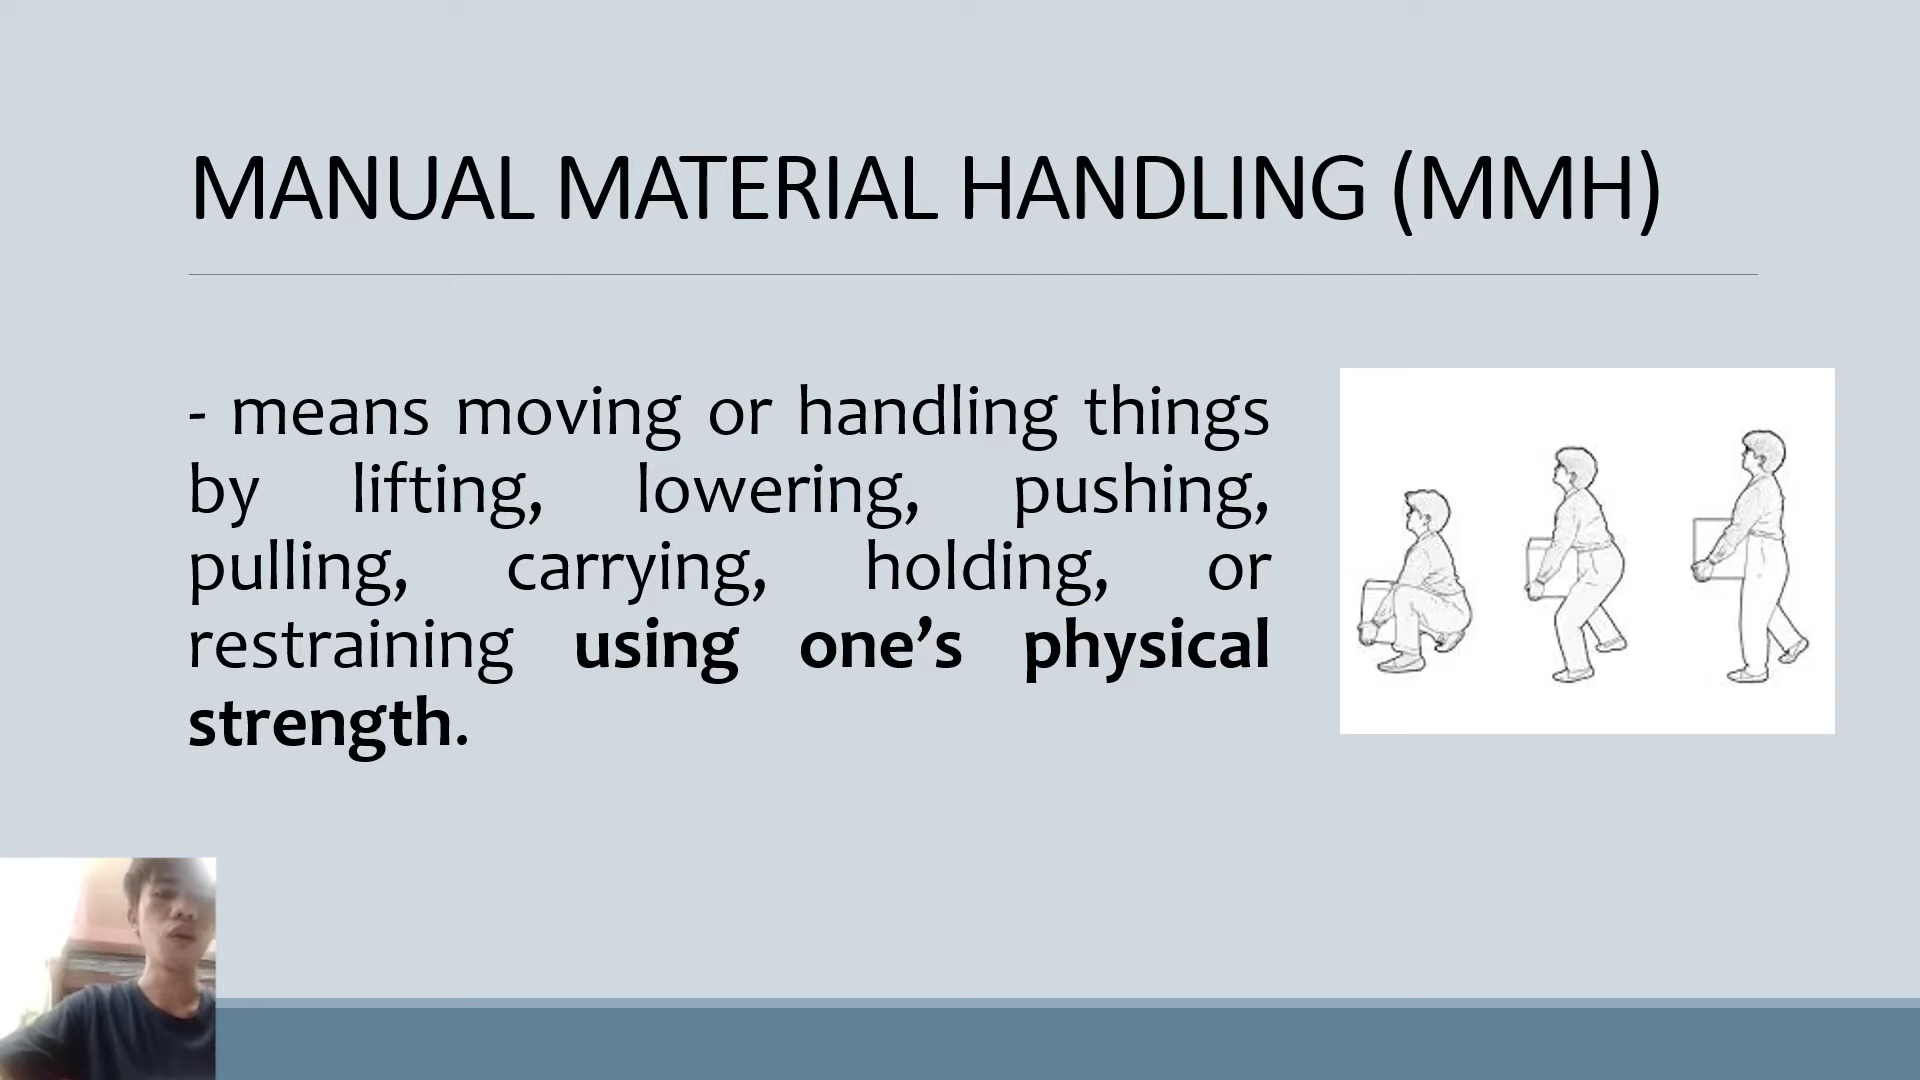 MANUAL MATERIAL HANDLING (MMH)
- means moving or handling things
by lifting, lowering, pushing,
pulling, carrying, holding, or
restraining using one’s physical
strength.